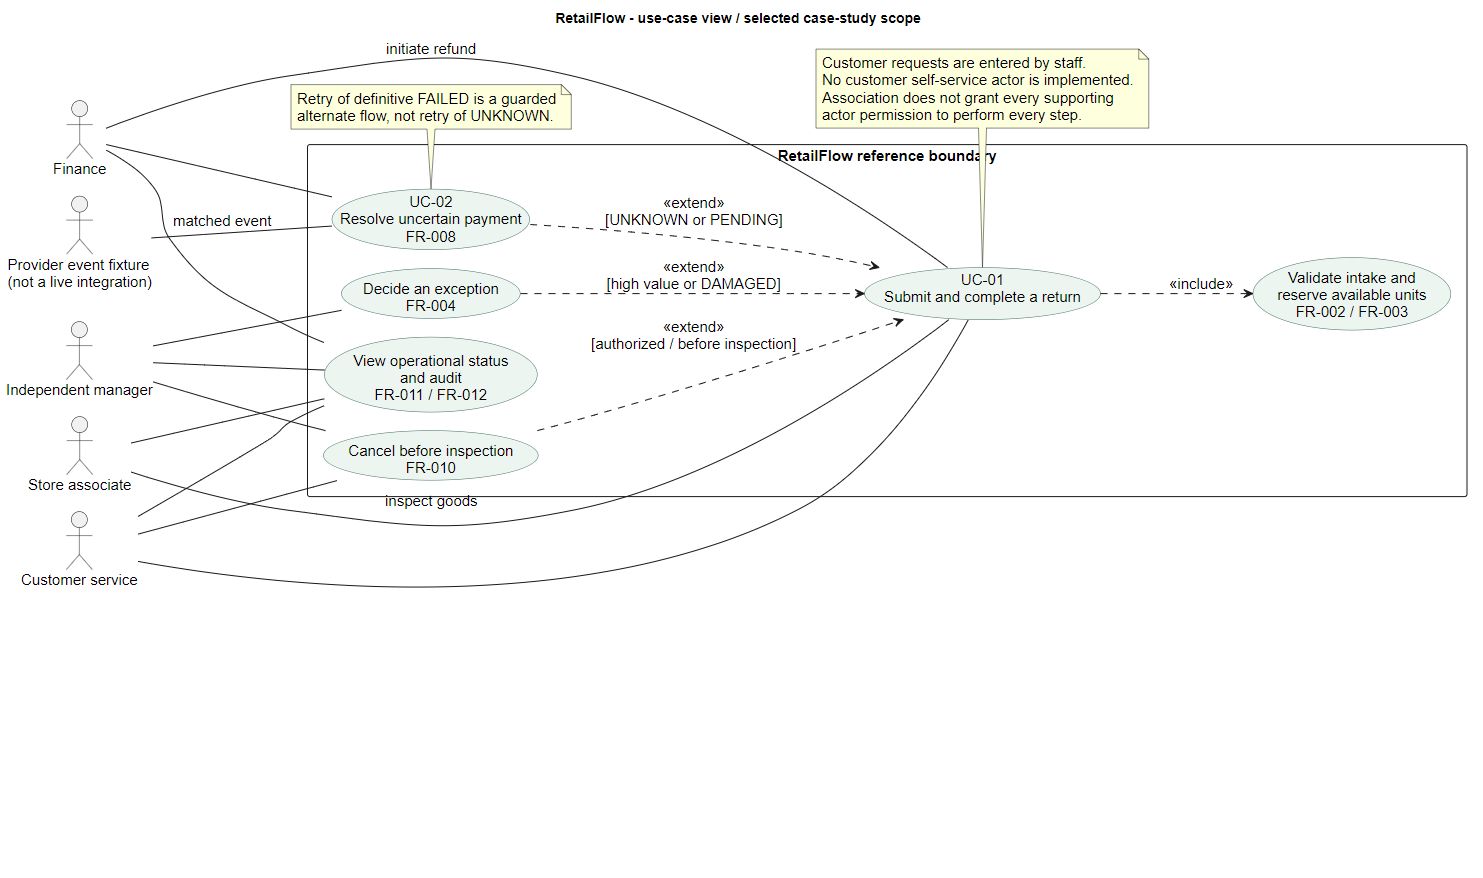 RetailFlow - use-case view / selected case-study scope
initiate refund
Customer requests are entered by staff.
No customer self-service actor is implemented.
Association does not grant every supporting
actor permission to perform every step.
Retry of definitive FAILED is a guarded
alternate flow, not retry of UNKNOWN.
RetailFlow reference boundary
Finance
UC-02
Resolve uncertain payment
FR-008
«extend»
[UNKNOWN or PENDING]
matched event
Provider event fixture
(not a live integration)
Decide an exception
FR-004
«extend»
[high value or DAMAGED]
UC-01
Submit and complete a return
«include»
Validate intake and
reserve available units
FR-002 / FR-003
«extend»
[authorized / before inspection]
View operational status
and audit
FR-011 / FR-012
Independent manager
Cancel before inspection
FR-010
Store associate
inspect goods
Customer service